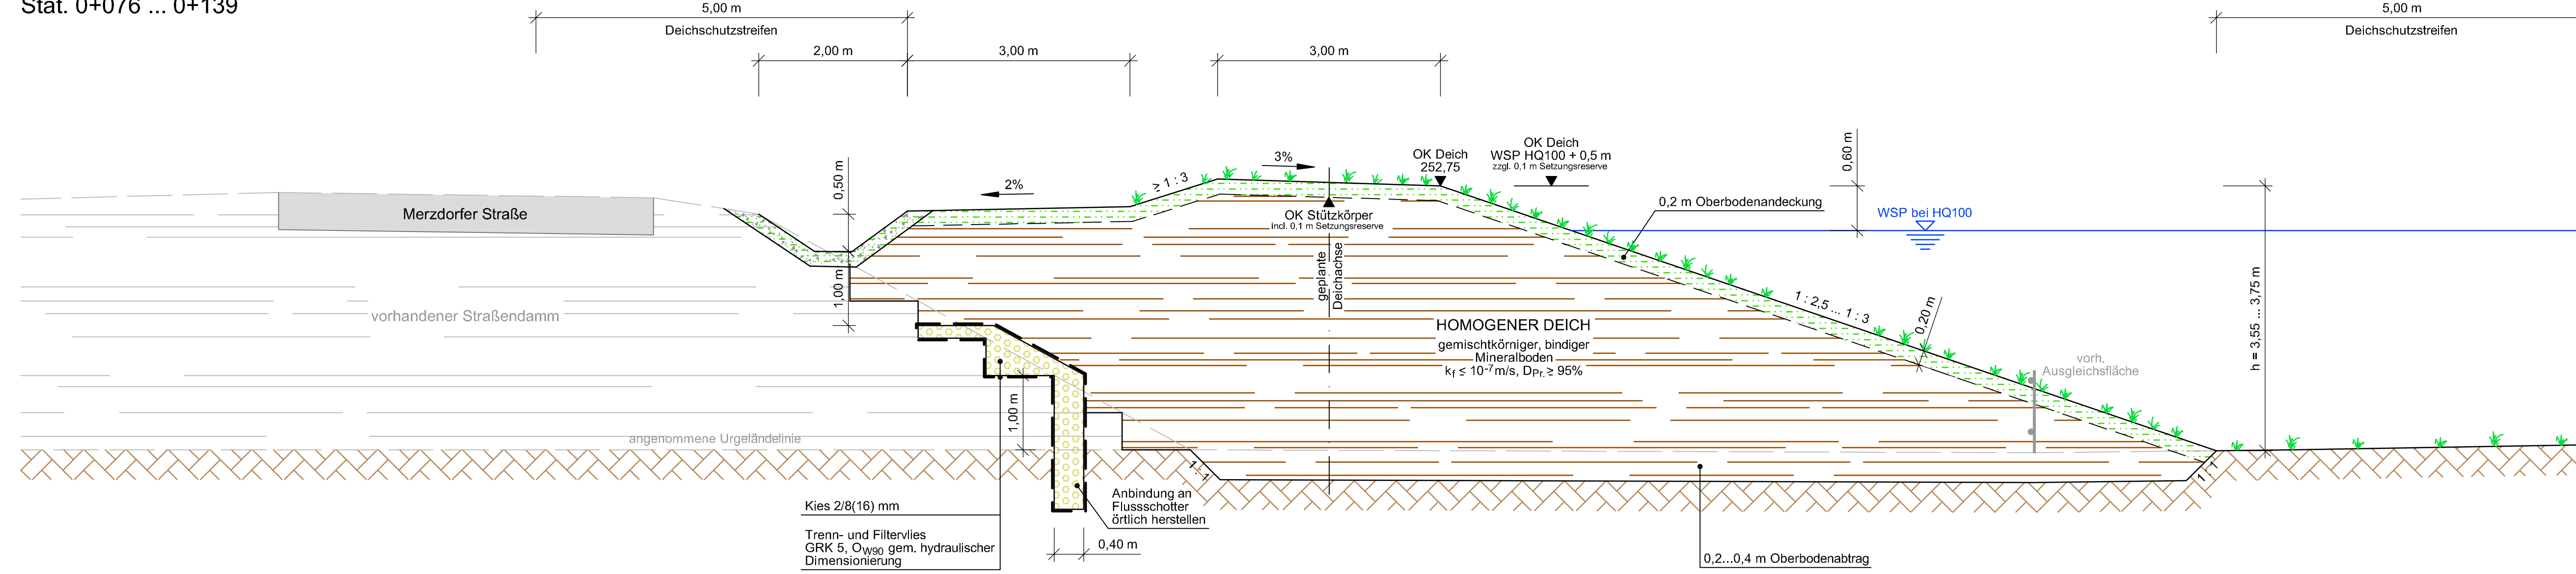 Stat. 0+076 ... 0+139
5,00 m
Deichschutzstreifen
5,00 m
Deichschutzstreifen
2,00 m
3,00 m
3,00 m
0,50 m
2%
≥ 1 : 3
3%
OK Deich
252,75
OK Deich
WSP HQ100 + 0,5 m
zzgl. 0,1 m Setzungsreserve
0,60 m
Merzdorfer Straße
OK Stützkörper
incl. 0,1 m Setzungsreserve
0,2 m Oberbodenandeckung
WSP bei HQ100
geplante
Deichachse
1,00 m
vorhandener Straßendamm
1 : 2,5 ... 1 : 3
0,20 m
h = 3,55 ... 3,75 m
HOMOGENER DEICH
gemischtkörniger, bindiger
Mineralboden
kf ≤ 10-7m/s, DPr. ≥ 95%
vorh.
Ausgleichsfläche
1,00 m
angenommene Urgeländelinie
1 : 1
1 : 1
Kies 2/8(16) mm
Trenn- und Filtervlies
GRK 5, OW90 gem. hydraulischer
Dimensionierung
Anbindung an
Flussschotter
örtlich herstellen
0,40 m
0,2...0,4 m Oberbodenabtrag